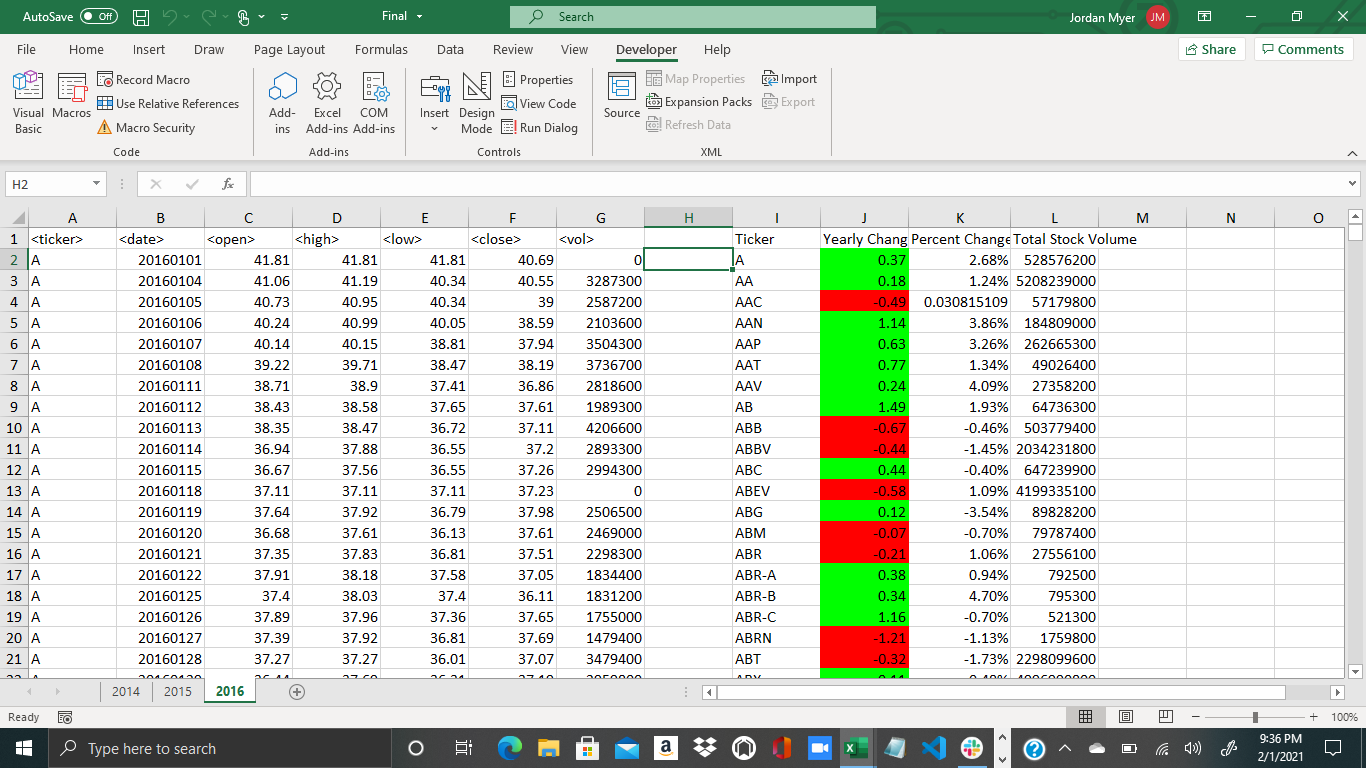 AutoSave Off Final Search Jordan Myer JM
File Home Insert Draw Page Layout Formulas Data Review View Developer Help Share Comments
Visual Basic
Macros
Record Macro
Use Relative References
Macro Security
Code
Add-ins
Excel Add-ins
COM Add-ins
Add-ins
Insert
Design Mode
Properties
View Code
Run Dialog
Controls
Source
Map Properties
Expansion Packs
Refresh Data
Import
Export
XML
H2 fx
A B C D E F G H I J K L M N O
1 <ticker> <date> <open> <high> <low> <close> <vol> Ticker Yearly Chang Percent Change Total Stock Volume
2 A 20160101 41.81 41.81 41.81 40.69 0 A 0.37 2.68% 528576200
3 A 20160104 41.06 41.19 40.34 40.55 3287300 AA 0.18 1.24% 5208239000
4 A 20160105 40.73 40.95 40.34 39 2587200 AAC -0.49 0.030815109 57179800
5 A 20160106 40.24 40.99 40.05 38.59 2103600 AAN 1.14 3.86% 184809000
6 A 20160107 40.14 40.15 38.81 37.94 3504300 AAP 0.63 3.26% 262665300
7 A 20160108 39.22 39.71 38.47 38.19 3736700 AAT 0.77 1.34% 49026400
8 A 20160111 38.71 38.9 37.41 36.86 2818600 AAV 0.24 4.09% 27358200
9 A 20160112 38.43 38.58 37.65 37.61 1989300 AB 1.49 1.93% 64736300
10 A 20160113 38.35 38.47 36.72 37.11 4206600 ABB -0.67 -0.46% 503779400
11 A 20160114 36.94 37.88 36.55 37.2 2893300 ABBV -0.44 -1.45% 2034231800
12 A 20160115 36.67 37.56 36.55 37.26 2994300 ABC 0.44 -0.40% 647239900
13 A 20160118 37.11 37.11 37.11 37.23 0 ABEV -0.58 1.09% 4199335100
14 A 20160119 37.64 37.92 36.79 37.98 2506500 ABG 0.12 -3.54% 89828200
15 A 20160120 36.68 37.61 36.13 37.61 2469000 ABM -0.07 -0.70% 79787400
16 A 20160121 37.35 37.83 36.81 37.51 2298300 ABR -0.21 1.06% 27556100
17 A 20160122 37.91 38.18 37.58 37.05 1834400 ABR-A 0.38 0.94% 792500
18 A 20160125 37.4 38.03 37.4 36.11 1831200 ABR-B 0.34 4.70% 795300
19 A 20160126 37.89 37.96 37.36 37.65 1755000 ABR-C 1.16 -0.70% 521300
20 A 20160127 37.39 37.92 36.81 37.69 1479400 ABRN -1.21 -1.13% 1759800
21 A 20160128 37.27 37.27 36.01 37.07 3479400 ABT -0.32 -1.73% 2298099600
2014 2015 2016
Ready 100%
Type here to search
9:36 PM
2/1/2021